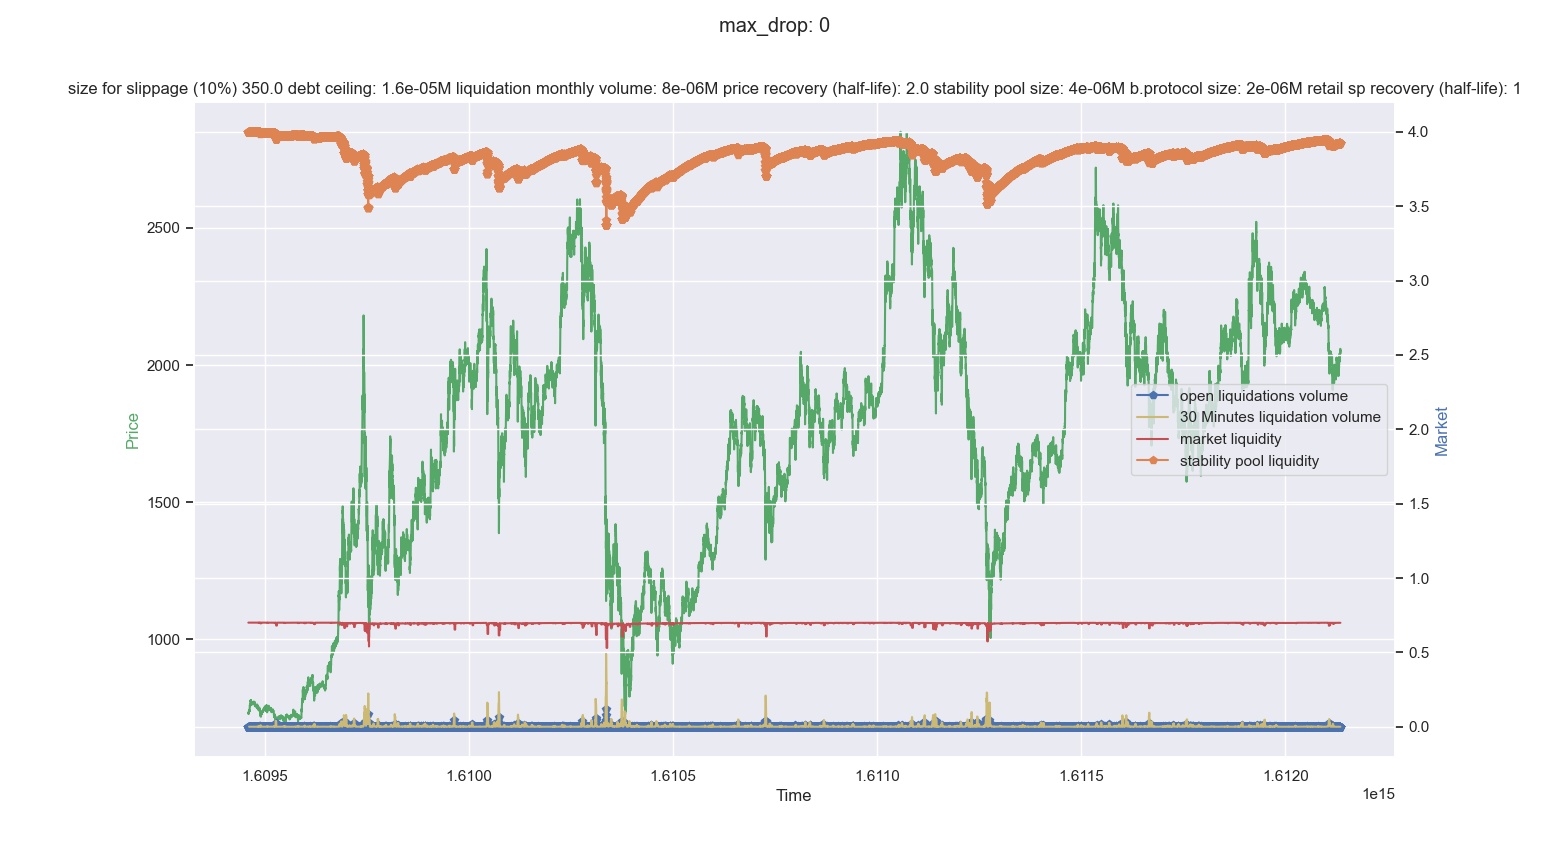 max_drop: 0
size for slippage (10%) 350.0 debt ceiling: 1.6e-05M liquidation monthly volume: 8e-06M price recovery (half-life): 2.0 stability pool size: 4e-06M b.protocol size: 2e-06M retail sp recovery (half-life): 1
4.0
3.5
2500
3.0
2.5
2000
open liquidations volume
30 Minutes liquidation volume
market liquidity
stability pool liquidity
Price
Market
2.0
1500
1.5
1.0
1000
0.5
0.0
1.6095 1.6100 1.6105 1.6110 1.6115 1.6120
Time
1e15